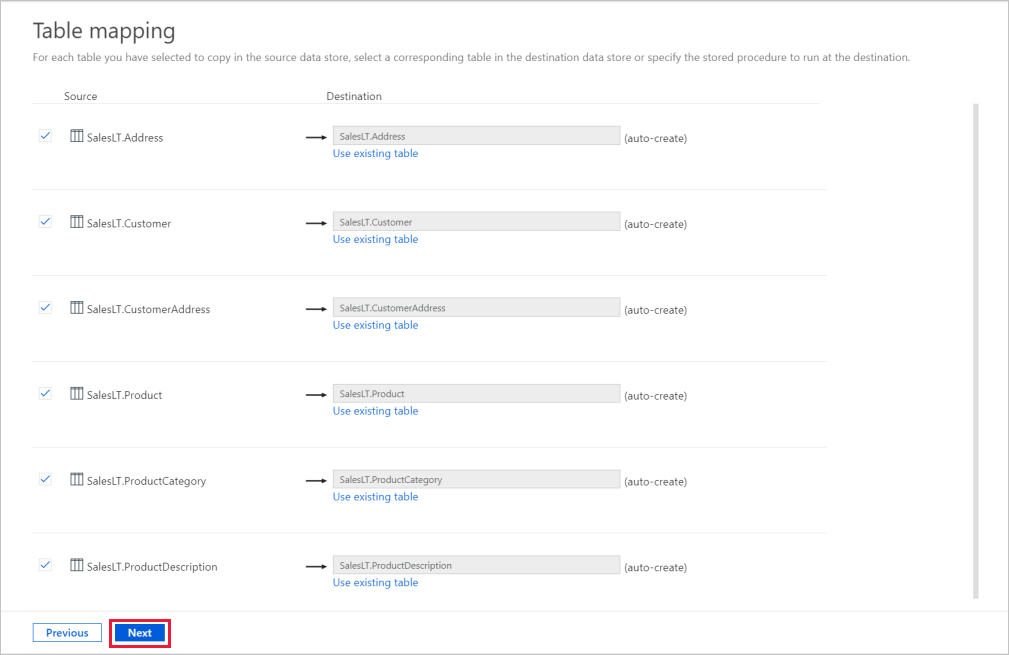 Table mapping
For each table you have selected to copy in the source data store, select a corresponding table in the destination data store or specify the stored procedure to run at the destination.
Source Destination
SalesLT.Address SalesLT.Address (auto-create)
Use existing table
SalesLT.Customer SalesLT.Customer (auto-create)
Use existing table
SalesLT.CustomerAddress SalesLT.CustomerAddress (auto-create)
Use existing table
SalesLT.Product SalesLT.Product (auto-create)
Use existing table
SalesLT.ProductCategory SalesLT.ProductCategory (auto-create)
Use existing table
SalesLT.ProductDescription SalesLT.ProductDescription (auto-create)
Use existing table
Previous Next